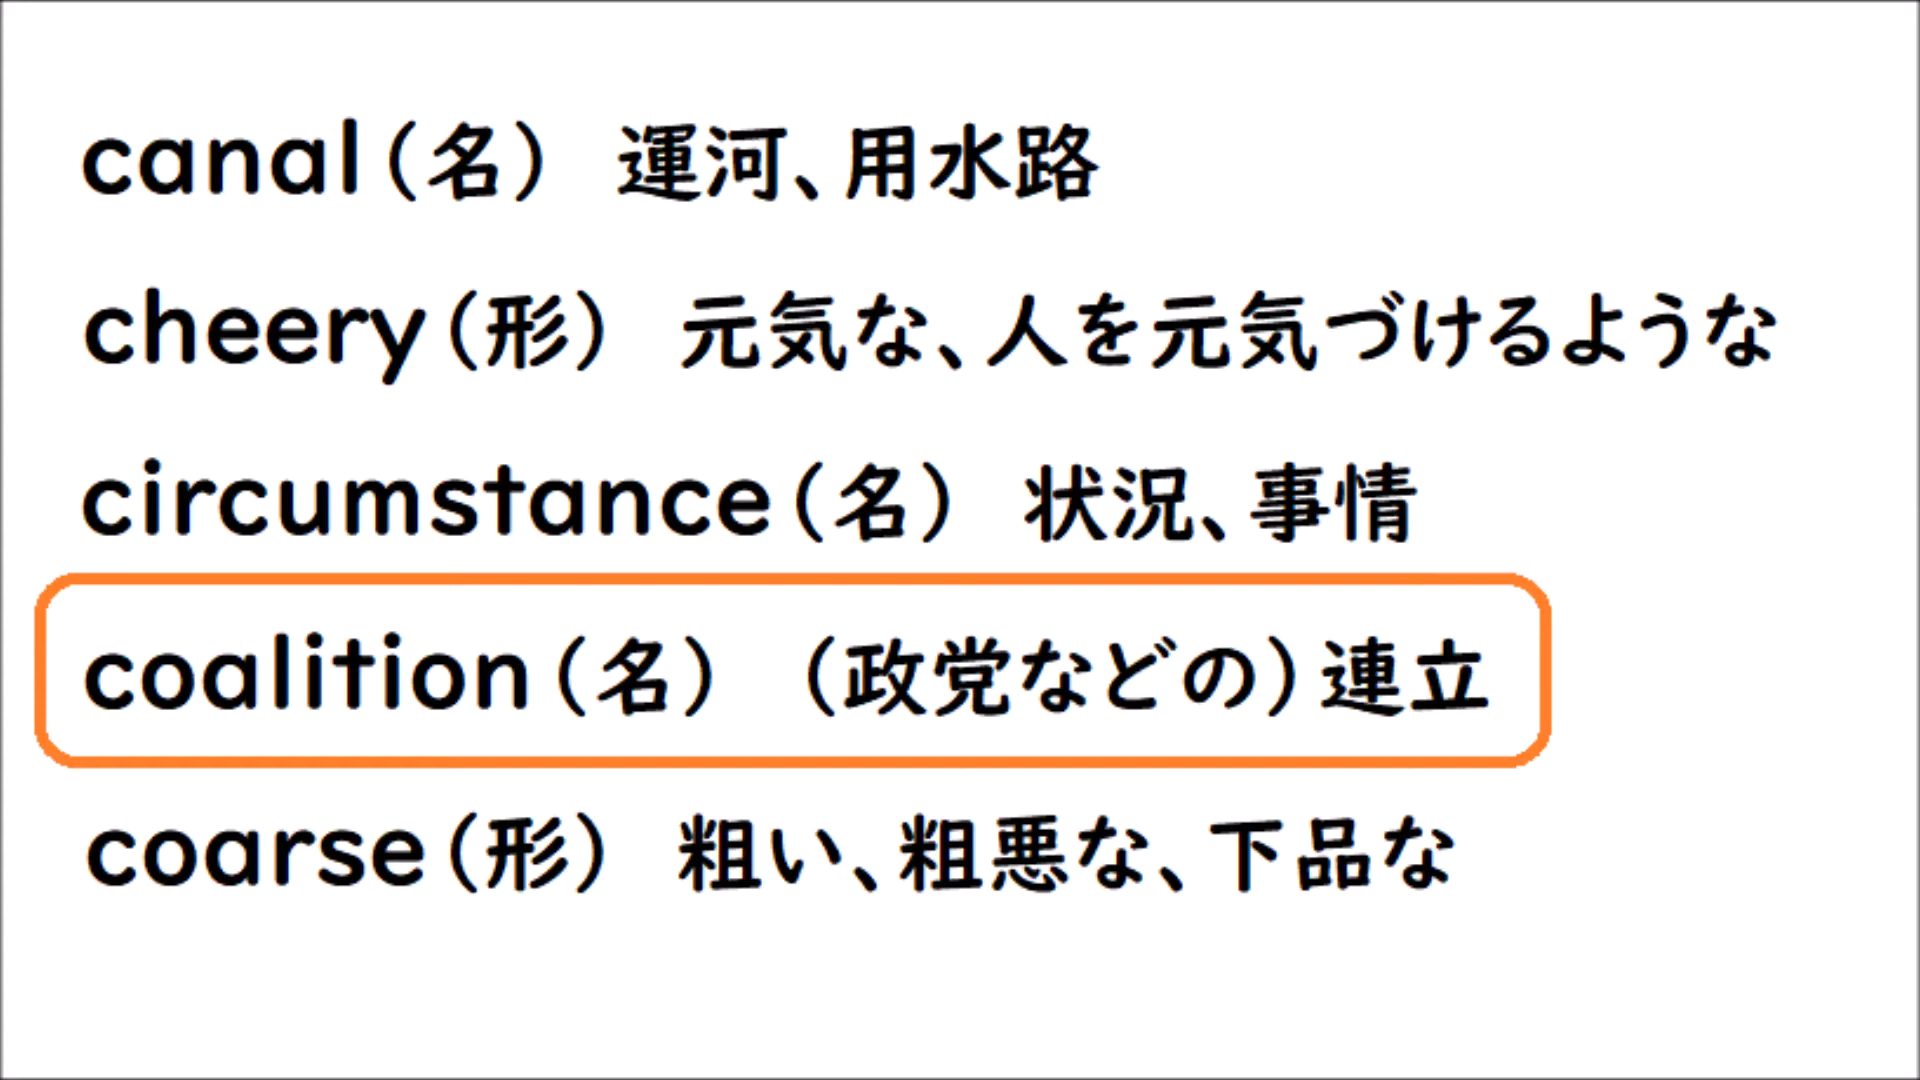 canal（名） 運河、用水路
cheery（形） 元気な、人を元気づけるような
circumstance（名） 状況、事情
coalition（名） （政党などの）連立
coarse（形） 粗い、粗悪な、下品な